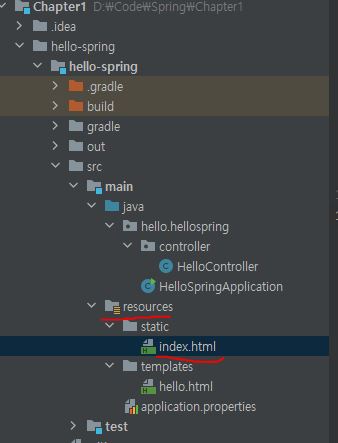 Chapter1 D:₩Code₩Spring₩Chapter1
.idea
hello-spring
hello-spring
.gradle
build
gradle
out
src
main
java
hello.hellospring
controller
HelloController
HelloSpringApplication
resources
static
index.html
templates
hello.html
application.properties
test